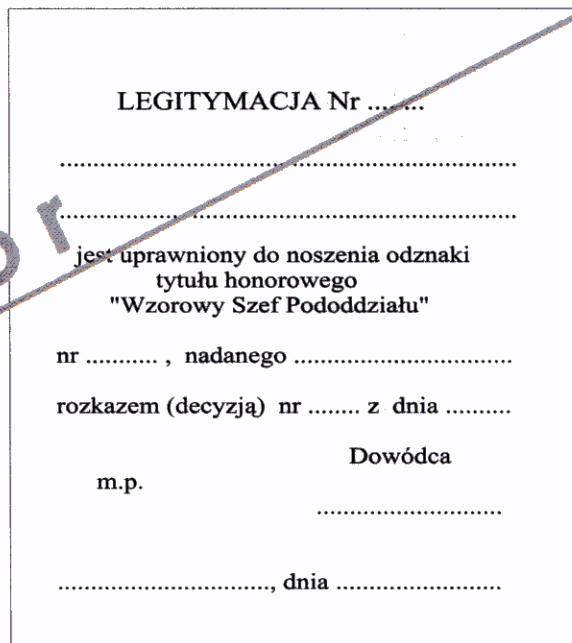 LEGITYMACJA Nr ........
..................................................................
..................................................................
jest uprawniony do noszenia odznaki
tytułu honorowego
"Wzorowy Szef Pododdziału"
nr ........... , nadanego .................................
rozkazem (decyzją) nr ........ z dnia ..........
Dowódca
m.p.
............................
................................, dnia .........................